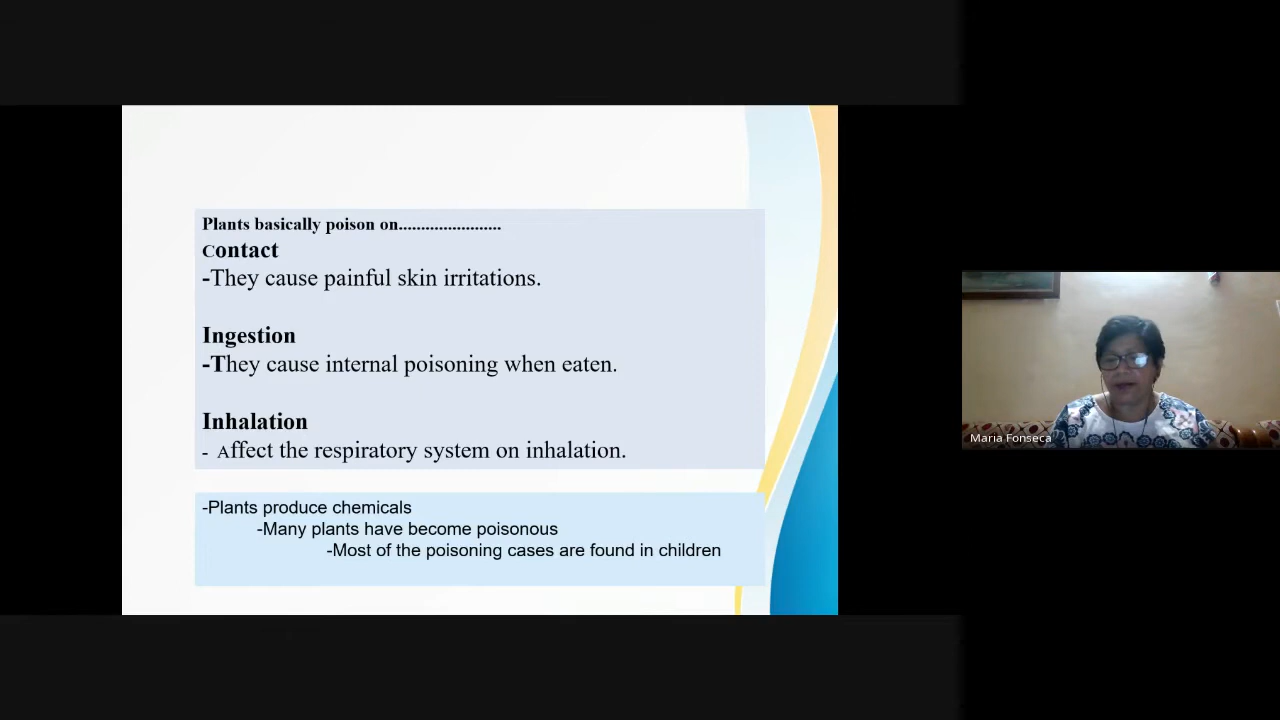 Plants basically poison on.......................
Contact
-They cause painful skin irritations.
Ingestion
-They cause internal poisoning when eaten.
Inhalation
- Affect the respiratory system on inhalation.
-Plants produce chemicals
-Many plants have become poisonous
-Most of the poisoning cases are found in children
Maria Fonseca